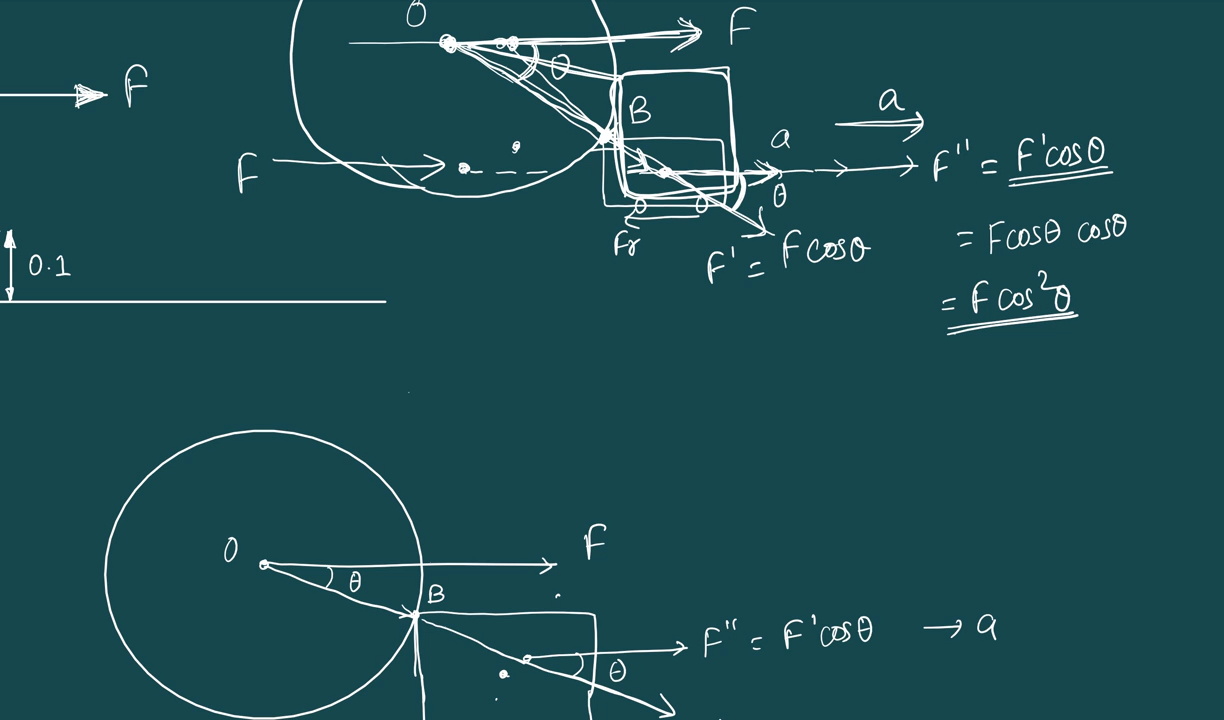 O
F
F
θ
B
a
a
F
F'' = F'cosθ
θ
Fr
F' = Fcosθ
= Fcosθ cosθ
= Fcos²θ
0.1
O
F
θ
B
F'' = F'cosθ → a
θ